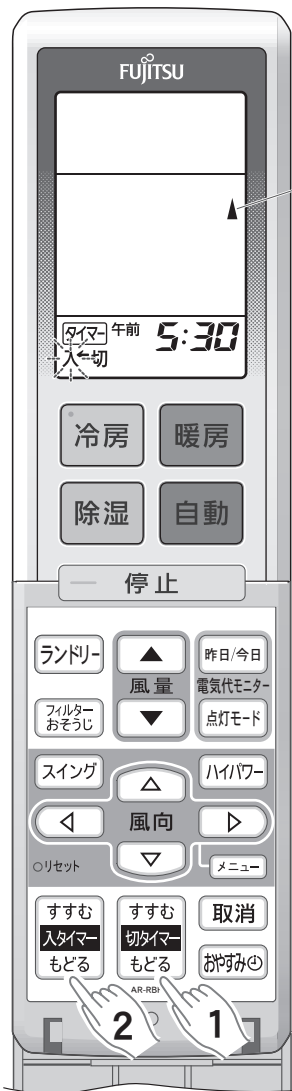 FUJITSU
タイマー 午前 5:30
入←切
冷房 暖房
除湿 自動
停止
ランドリー ▲ 昨日/今日
風量 電気代モニター
フィルター
おそうじ ▼ 点灯モード
スイング △ ハイパワー
◁ 風向 ▷
○リセット ▽ メニュー
すすむ すすむ 取消
入タイマー 切タイマー
もどる もどる おやすみ
2 1